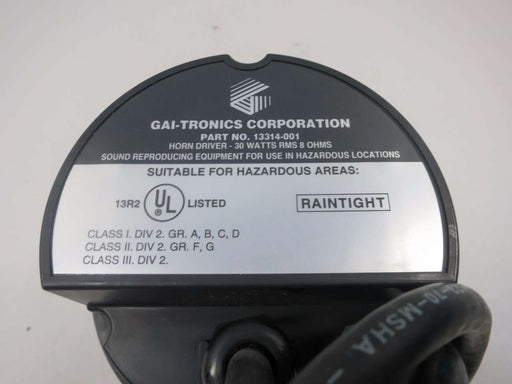 GAI-TRONICS CORPORATION
PART NO. 13314-001
HORN DRIVER - 30 WATTS RMS 8 OHMS
SOUND REPRODUCING EQUIPMENT FOR USE IN HAZARDOUS LOCATIONS
SUITABLE FOR HAZARDOUS AREAS:
13R2 UL LISTED RAINTIGHT
CLASS I. DIV 2. GR. A, B, C, D
CLASS II. DIV 2. GR. F, G
CLASS III. DIV 2.
70-MSHA